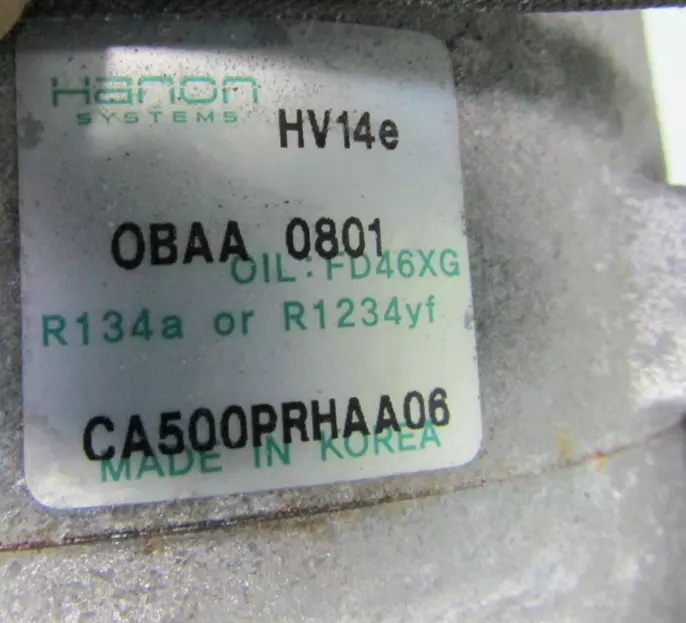 Hanon
SYSTEMS
HV14e
OBAA 0801
OIL: FD46XG
R134a or R1234yf
CA500PRHAA06
MADE IN KOREA